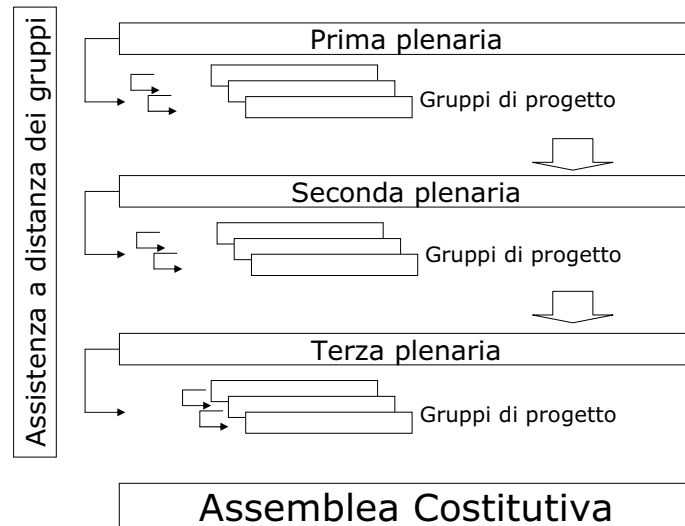 Assistenza a distanza dei gruppi
Prima plenaria
Gruppi di progetto
Seconda plenaria
Gruppi di progetto
Terza plenaria
Gruppi di progetto
Assemblea Costitutiva